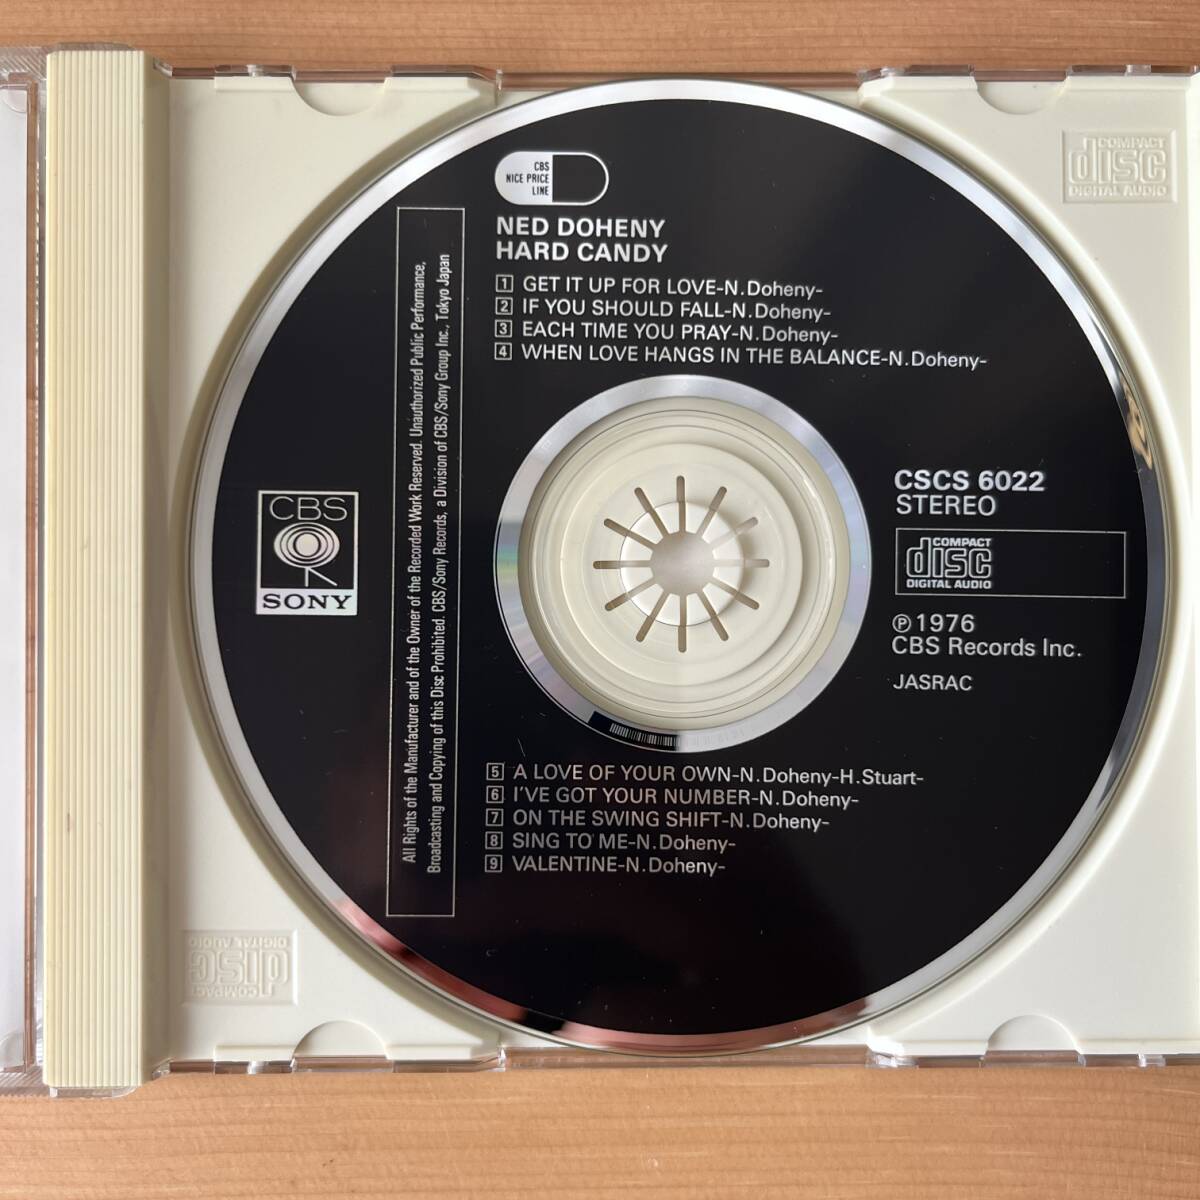 CBS
NICE PRICE
LINE
NED DOHENY
HARD CANDY
1 GET IT UP FOR LOVE-N.Doheny-
2 IF YOU SHOULD FALL-N.Doheny-
3 EACH TIME YOU PRAY-N.Doheny-
4 WHEN LOVE HANGS IN THE BALANCE-N.Doheny-
All Rights of the Manufacturer and of the Owner of the Recorded Work Reserved. Unauthorized Public Performance,
Broadcasting and Copying of this Disc Prohibited. CBS/Sony Records, a Division of CBS/Sony Group Inc., Tokyo Japan
CBS
SONY
CSCS 6022
STEREO
COMPACT
disc
DIGITAL AUDIO
Ⓟ1976
CBS Records Inc.
JASRAC
5 A LOVE OF YOUR OWN-N.Doheny-H.Stuart-
6 I'VE GOT YOUR NUMBER-N.Doheny-
7 ON THE SWING SHIFT-N.Doheny-
8 SING TO ME-N.Doheny-
9 VALENTINE-N.Doheny-
COMPACT
disc
DIGITAL AUDIO
COMPACT
disc
DIGITAL AUDIO